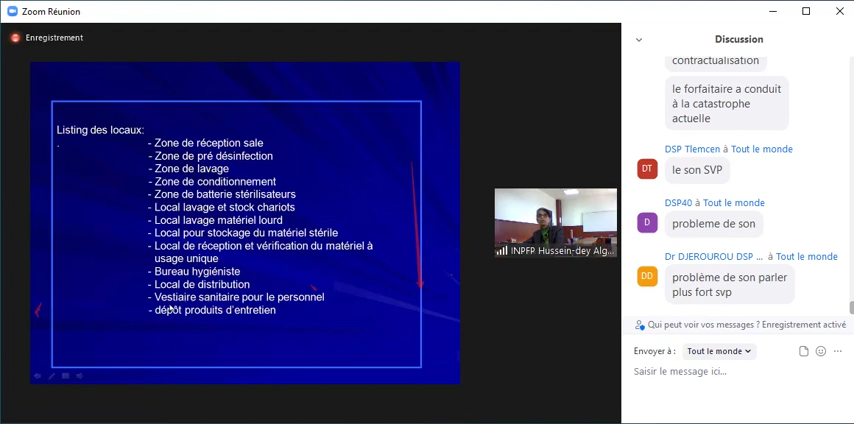 Zoom Réunion
Enregistrement
Listing des locaux:
.
- Zone de réception sale
- Zone de pré désinfection
- Zone de lavage
- Zone de conditionnement
- Zone de batterie stérilisateurs
- Local lavage et stock chariots
- Local lavage matériel lourd
- Local pour stockage du matériel stérile
- Local de réception et vérification du matériel à
usage unique
- Bureau hygiéniste
- Local de distribution
- Vestiaire sanitaire pour le personnel
- dépôt produits d'entretien
INPFP Hussein-dey Alg...
Discussion
contractualisation
le forfaitaire a conduit
à la catastrophe
actuelle
DSP Tlemcen à Tout le monde
DT
le son SVP
DSP40 à Tout le monde
D
probleme de son
Dr DJEROUROU DSP ... à Tout le monde
DD
problème de son parler
plus fort svp
Qui peut voir vos messages ? Enregistrement activé
Envoyer à : Tout le monde
Saisir le message ici...